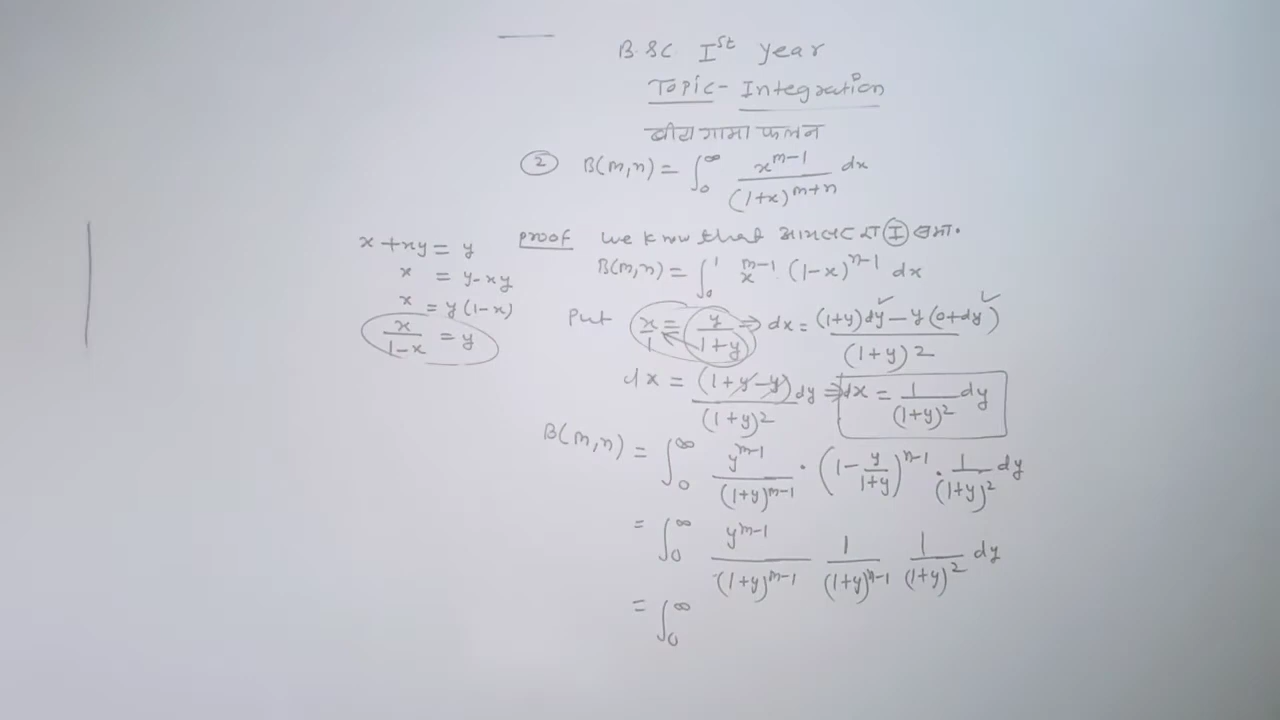 B.SC. Ist year
Topic- Integration
बीटा गामा फलन
② B(m,n) = ∫₀^∞ x^(m-1) / (1+x)^(m+n) dx
x + xy = y
x = y - xy
x = y(1-x)
x/(1-x) = y
proof we know that
B(m,n) = ∫₀^1 x^(m-1) . (1-x)^(n-1) dx
Put x/1 = y/(1+y) ⇒ dx = ((1+y)dy - y(0+dy)) / (1+y)2
dx = (1+y-y)/(1+y)2 dy ⇒ dx = 1/(1+y)² dy
B(m,n) = ∫₀^∞ y^(m-1)/(1+y)^(m-1) . (1 - y/(1+y))^(n-1) . 1/(1+y)² dy
= ∫₀^∞ y^(m-1)/(1+y)^(m-1) 1/(1+y)^(n-1) 1/(1+y)² dy
= ∫₀^∞